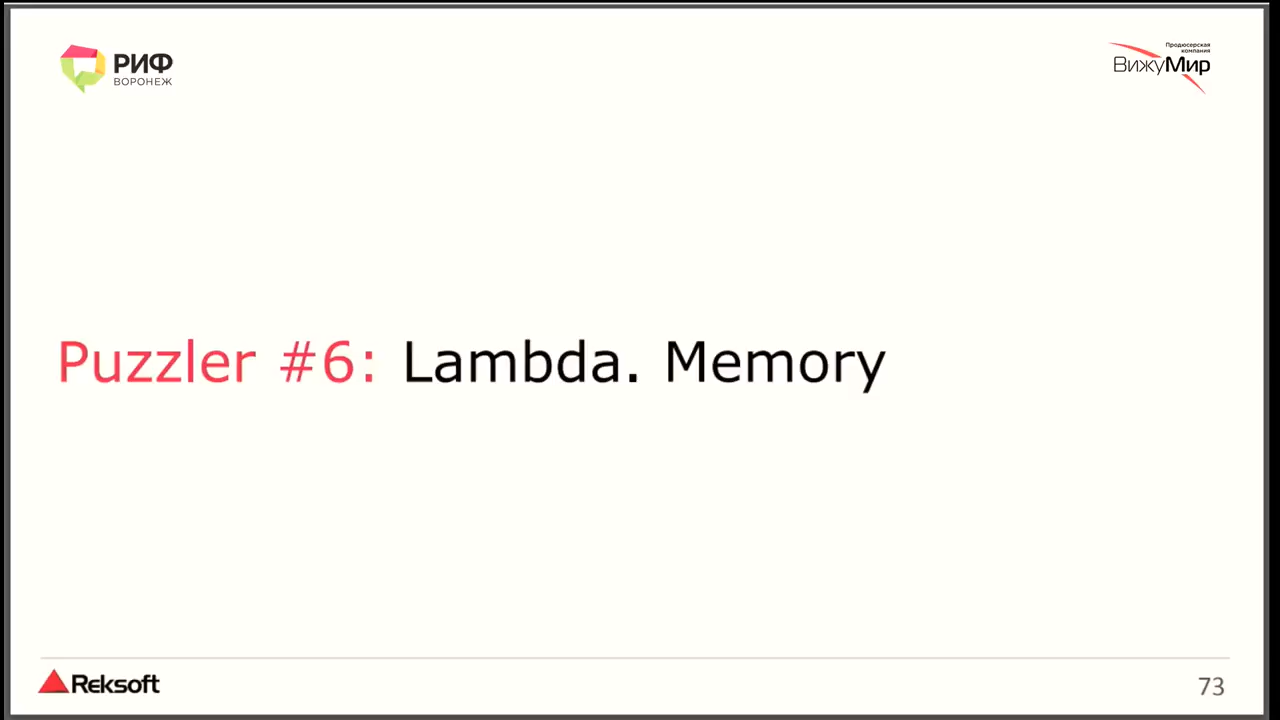 РИФ
ВОРОНЕЖ
Продюсерская
компания
ВижуМир
Puzzler #6: Lambda. Memory
Reksoft
73